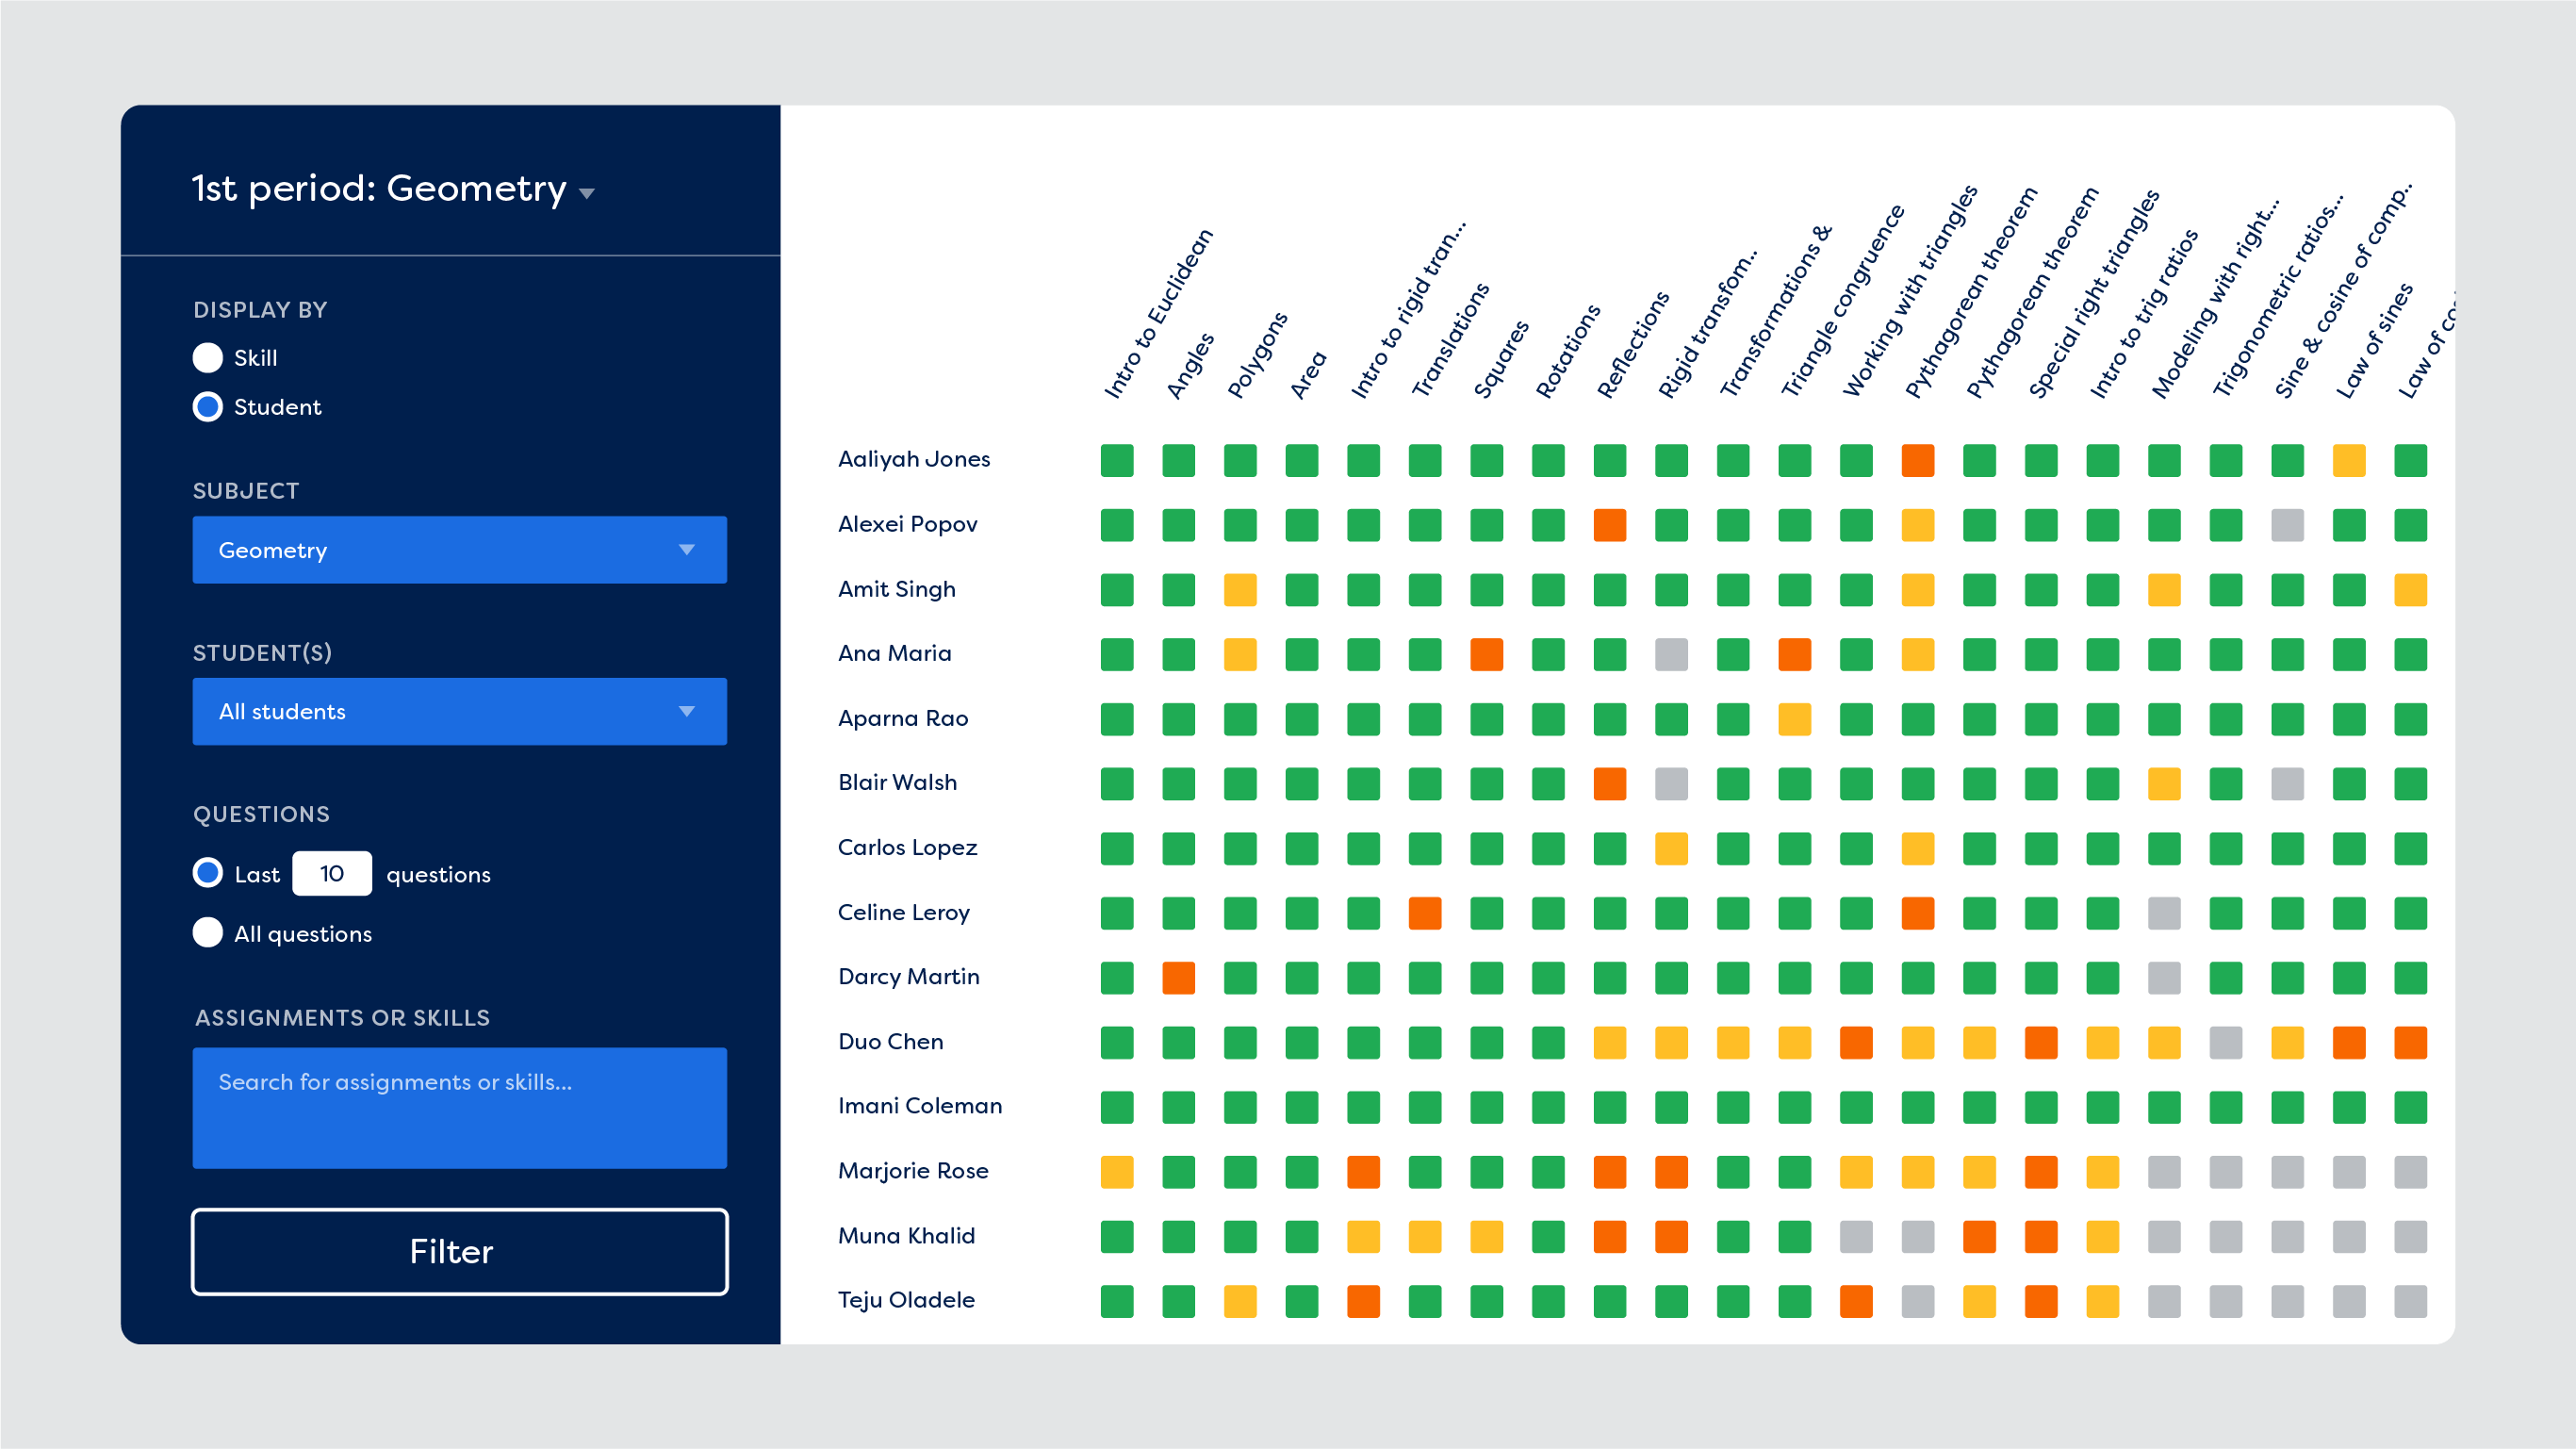 1st period: Geometry
DISPLAY BY
Skill
Student
SUBJECT
Geometry
STUDENT(S)
All students
QUESTIONS
Last 10 questions
All questions
ASSIGNMENTS OR SKILLS
Search for assignments or skills...
Filter
Intro to Euclidean
Angles
Polygons
Area
Intro to rigid tran...
Translations
Squares
Rotations
Reflections
Rigid transfom..
Transformations &
Triangle congruence
Working with triangles
Pythagorean theorem
Pythagorean theorem
Special right triangles
Intro to trig ratios
Modeling with right...
Trigonometric ratios...
Sine & cosine of comp..
Law of sines
Law of
Aaliyah Jones
Alexei Popov
Amit Singh
Ana Maria
Aparna Rao
Blair Walsh
Carlos Lopez
Celine Leroy
Darcy Martin
Duo Chen
Imani Coleman
Marjorie Rose
Muna Khalid
Teju Oladele